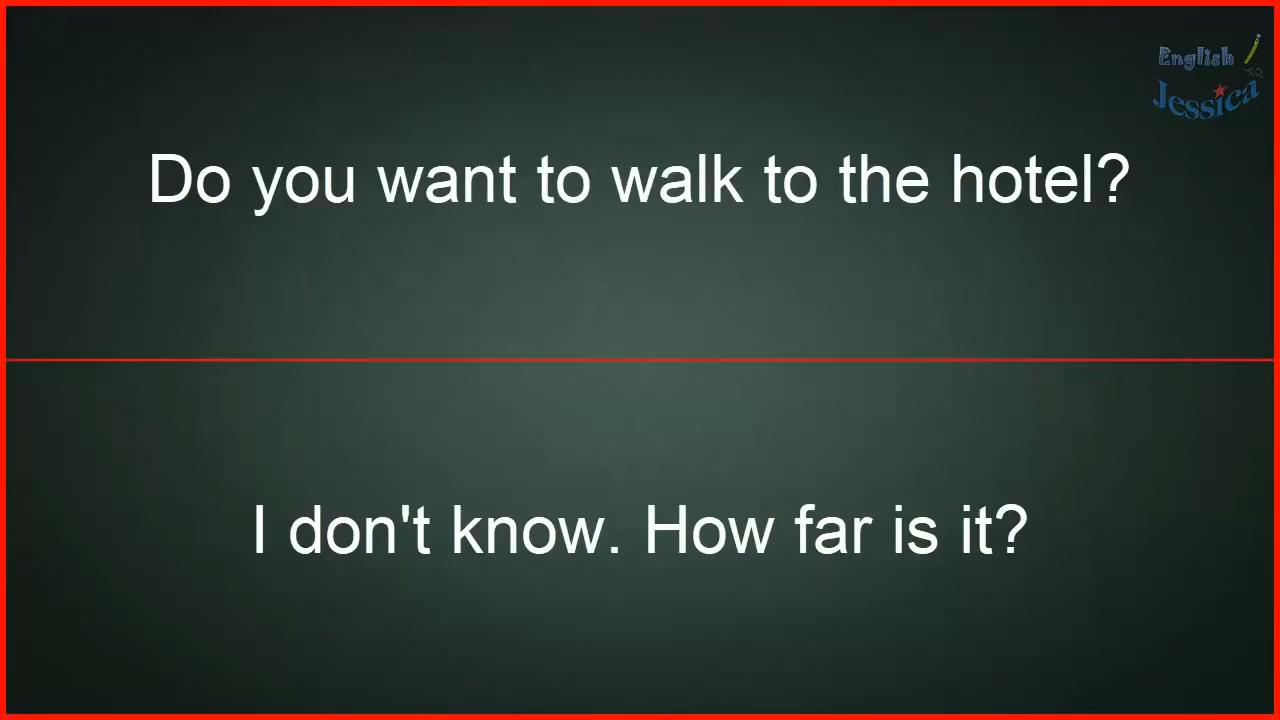 English
Jessica
Do you want to walk to the hotel?
I don't know. How far is it?